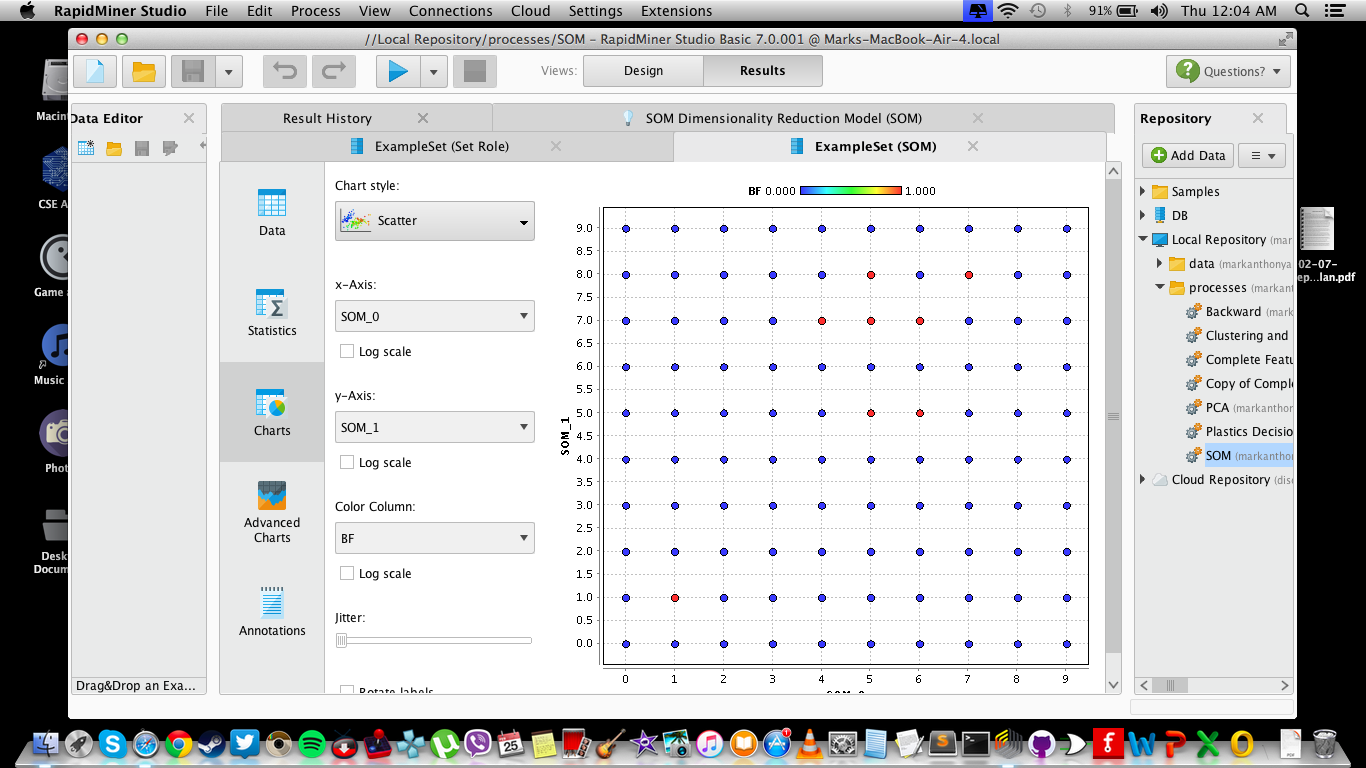 RapidMiner Studio File Edit Process View Connections Cloud Settings Extensions 91% Thu 12:04 AM
//Local Repository/processes/SOM – RapidMiner Studio Basic 7.0.001 @ Marks-MacBook-Air-4.local
Views: Design Results Questions?
Data Editor
Result History
SOM Dimensionality Reduction Model (SOM)
ExampleSet (Set Role)
ExampleSet (SOM)
Data
Statistics
Charts
Advanced
Charts
Annotations
Chart style:
Scatter
x-Axis:
SOM_0
Log scale
y-Axis:
SOM_1
Log scale
Color Column:
BF
Log scale
Jitter:
Rotate labels
BF 0.000 1.000
9.0
8.5
8.0
7.5
7.0
6.5
6.0
5.5
5.0
4.5
4.0
3.5
3.0
2.5
2.0
1.5
1.0
0.5
0.0
SOM_1
0 1 2 3 4 5 6 7 8 9
SOM_0
Repository
Add Data
Samples
DB
Local Repository (mar
data (markanthonya
processes (markant
Backward (mark
Clustering and
Complete Featu
Copy of Compl
PCA (markanthor
Plastics Decisio
SOM (markanthor
Cloud Repository (disc
Drag&Drop an Exa...
Macin
CSE A
Game a
Music
Phot
Desk
Docum
02-07-
ep...lan.pdf
25